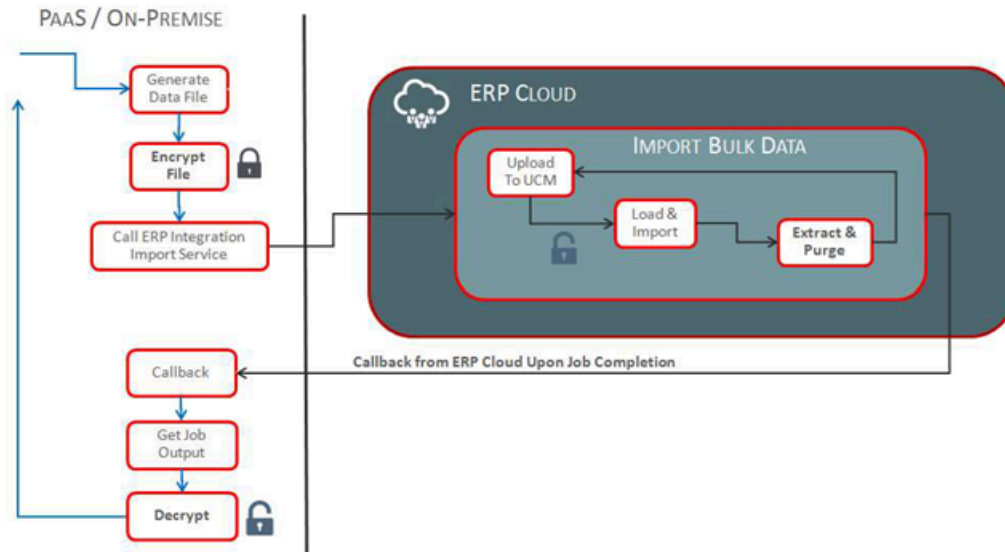 PAAS / ON-PREMISE
Generate
Data File
Encrypt
File
Call ERP Integration
Import Service
ERP CLOUD
IMPORT BULK DATA
Upload
To UCM
Load &
Import
Extract &
Purge
Callback from ERP Cloud Upon Job Completion
Callback
Get Job
Output
Decrypt